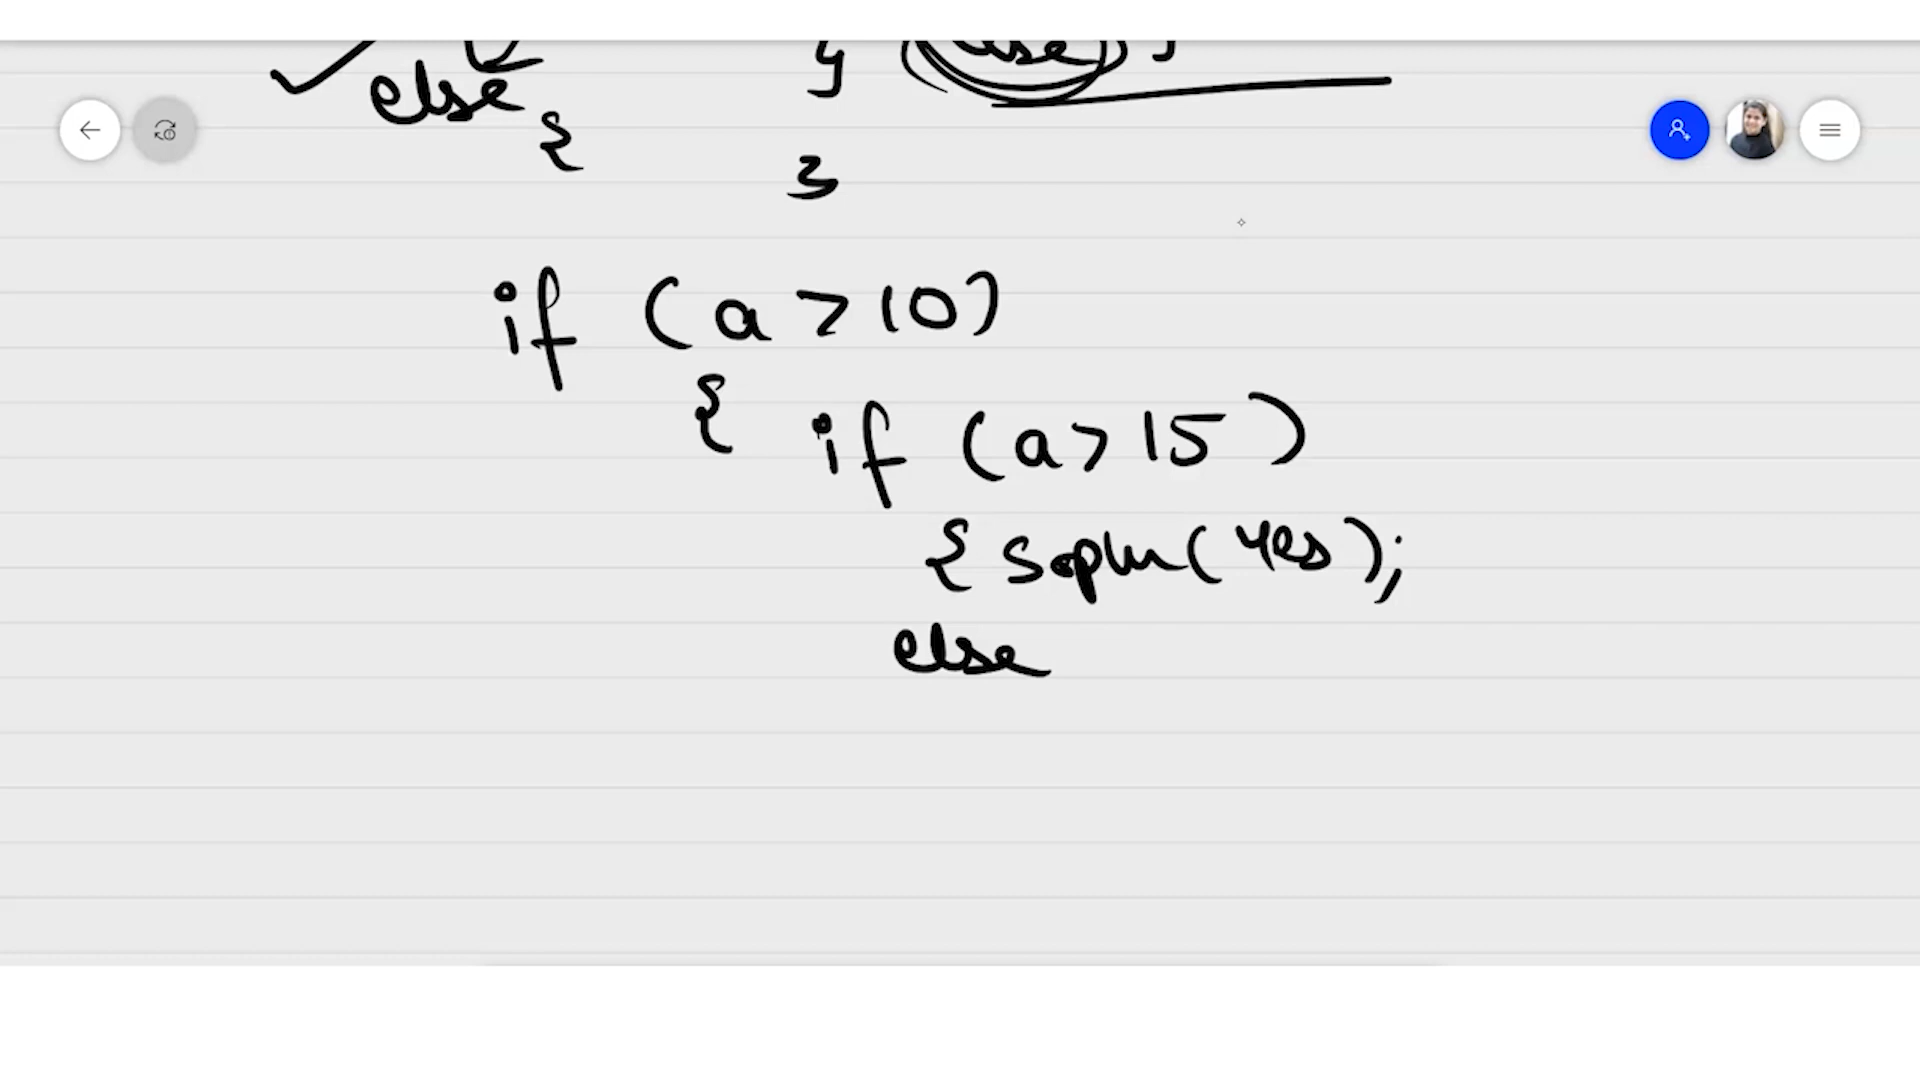 else
{ }
}
if (a > 10)
{ if (a > 15)
{ sopln(yes);
else